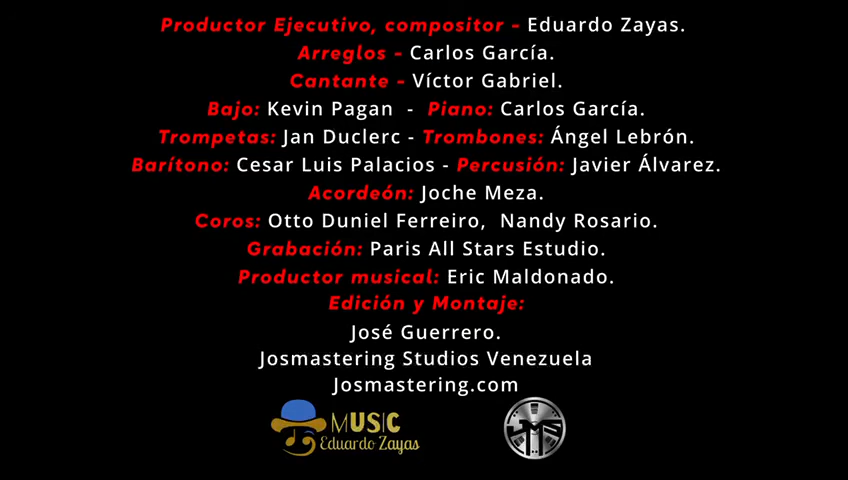 Productor Ejecutivo, compositor - Eduardo Zayas.
Arreglos - Carlos García.
Cantante - Víctor Gabriel.
Bajo: Kevin Pagan - Piano: Carlos García.
Trompetas: Jan Duclerc - Trombones: Ángel Lebrón.
Barítono: Cesar Luis Palacios - Percusión: Javier Álvarez.
Acordeón: Joche Meza.
Coros: Otto Duniel Ferreiro, Nandy Rosario.
Grabación: Paris All Stars Estudio.
Productor musical: Eric Maldonado.
Edición y Montaje:
José Guerrero.
Josmastering Studios Venezuela
Josmastering.com
MUSIC
Eduardo Zayas
JMS